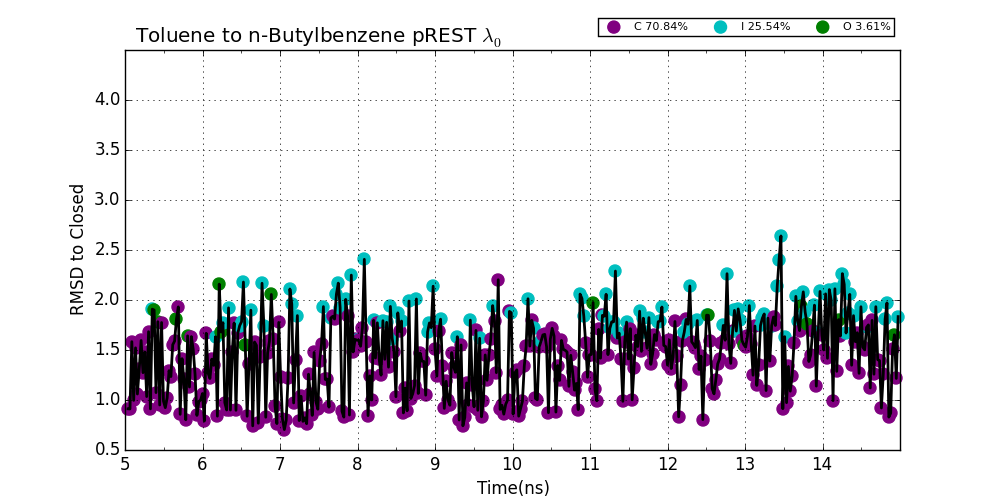 Toluene to n-Butylbenzene pREST λ₀
C 70.84% I 25.54% O 3.61%
4.0
3.5
3.0
2.5
2.0
1.5
1.0
0.5
RMSD to Closed
5 6 7 8 9 10 11 12 13 14
Time(ns)